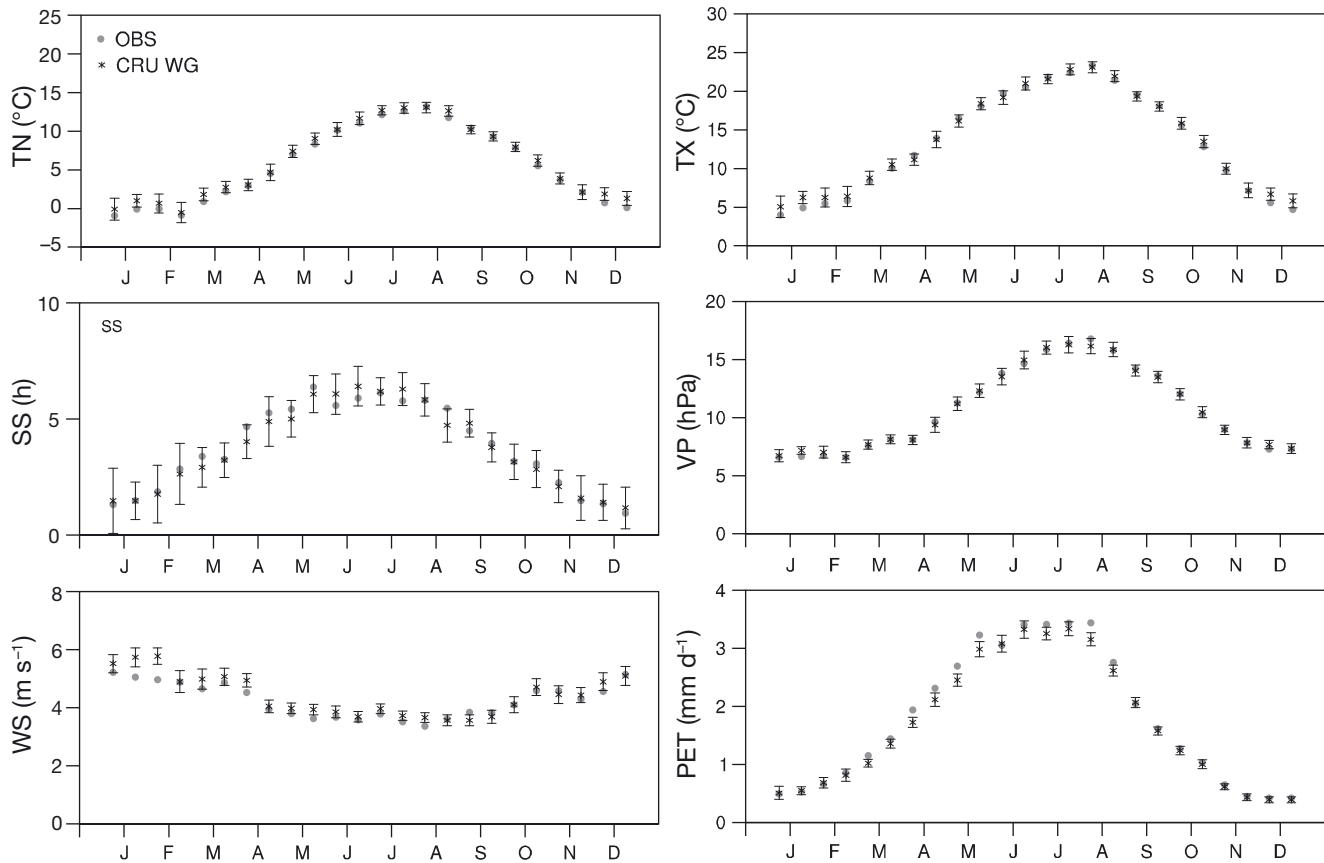 TN (°C)
25
20
15
10
5
0
–5
OBS
CRU WG
J F M A M J J A S O N D
TX (°C)
30
25
20
15
10
5
0
J F M A M J J A S O N D
SS (h)
10
5
0
SS
J F M A M J J A S O N D
VP (hPa)
20
15
10
5
0
J F M A M J J A S O N D
WS (m s⁻¹)
8
6
4
2
0
J F M A M J J A S O N D
PET (mm d⁻¹)
4
3
2
1
0
J F M A M J J A S O N D